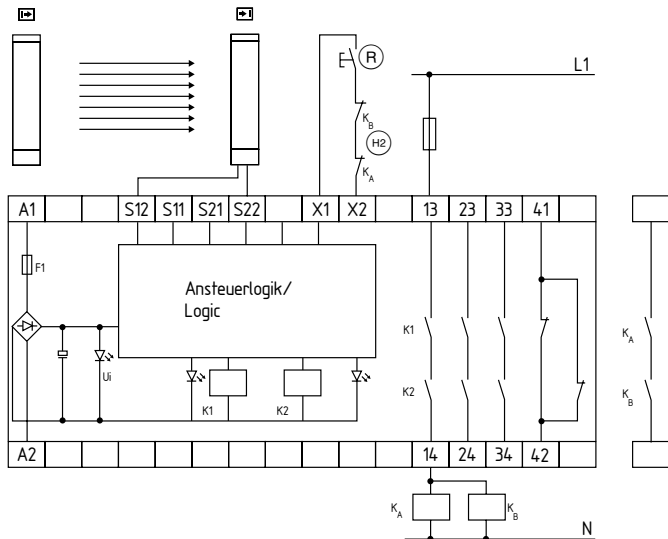 R
L1
K_B
H2
K_A
A1 S12 S11 S21 S22 X1 X2 13 23 33 41
F1
Ansteuerlogik/
Logic
K1
K_A
Ui
K1 K2
K2
K_B
A2 14 24 34 42
K_A K_B
N